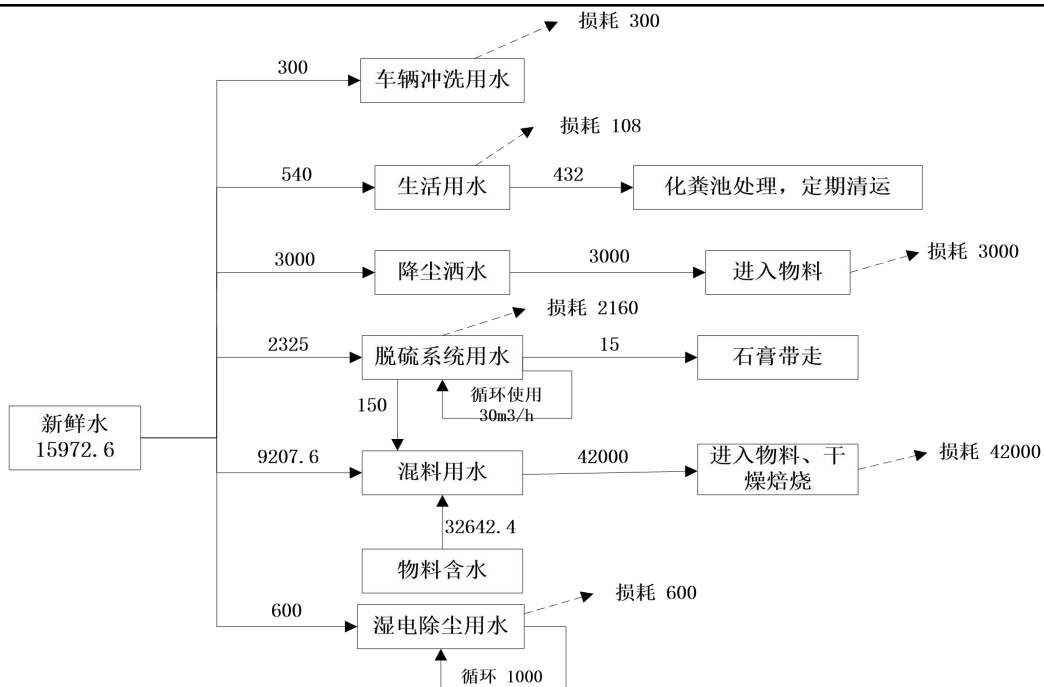 损耗 300
300
车辆冲洗用水
损耗 108
540
生活用水
432
化粪池处理，定期清运
3000
降尘洒水
3000
进入物料
损耗 3000
损耗 2160
2325
脱硫系统用水
15
石膏带走
循环使用
30m3/h
150
新鲜水
15972.6
9207.6
混料用水
42000
进入物料、干
燥焙烧
损耗 42000
32642.4
物料含水
损耗 600
600
湿电除尘用水
循环 1000